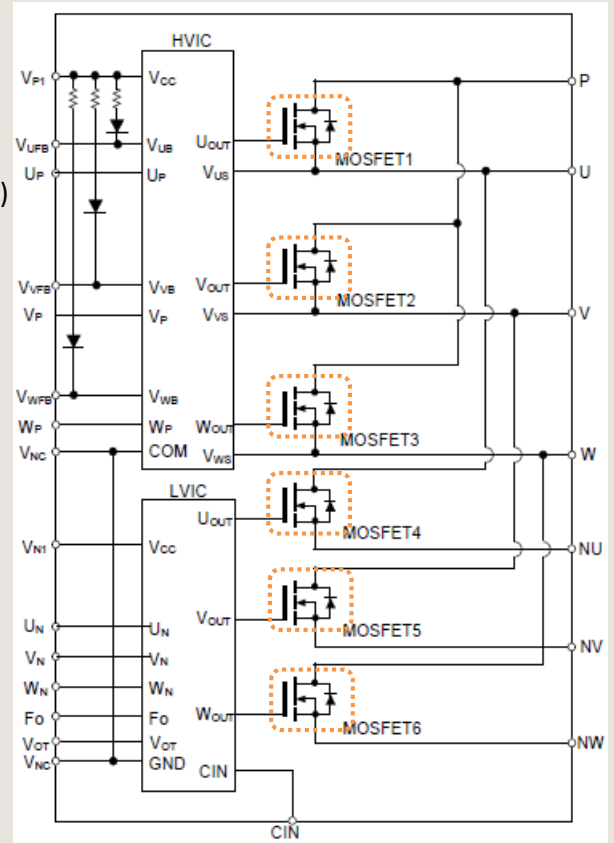 HVIC
VP1
VCC
P
UOUT
MOSFET1
VUFB
VUB
UP
UP
VUS
U
)
VOUT
MOSFET2
VVFB
VVB
VP
VP
VVS
V
VWFB
VWB
WP
WP
WOUT
MOSFET3
VNC
COM
VWS
W
LVIC
UOUT
MOSFET4
VN1
VCC
NU
UN
UN
VOUT
MOSFET5
VN
VN
NV
WN
WN
FO
FO
WOUT
MOSFET6
VOT
VOT
NW
VNC
GND
CIN
CIN